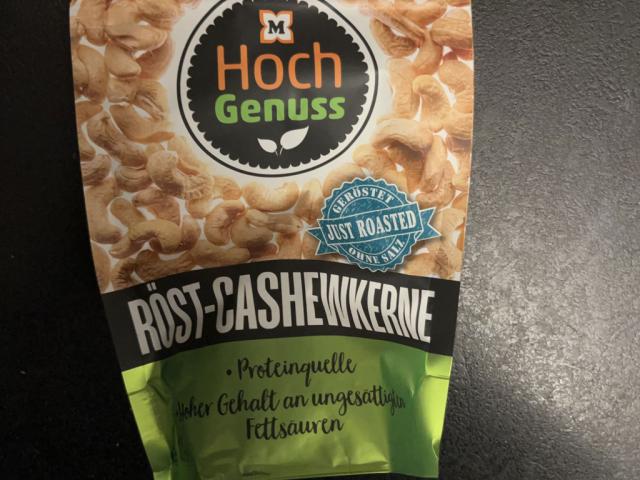 M
Hoch
Genuss
GERÖSTET
JUST ROASTED
OHNE SALZ
RÖST-CASHEWKERNE
• Proteinquelle
• Hoher Gehalt an ungesättigten
Fettsäuren